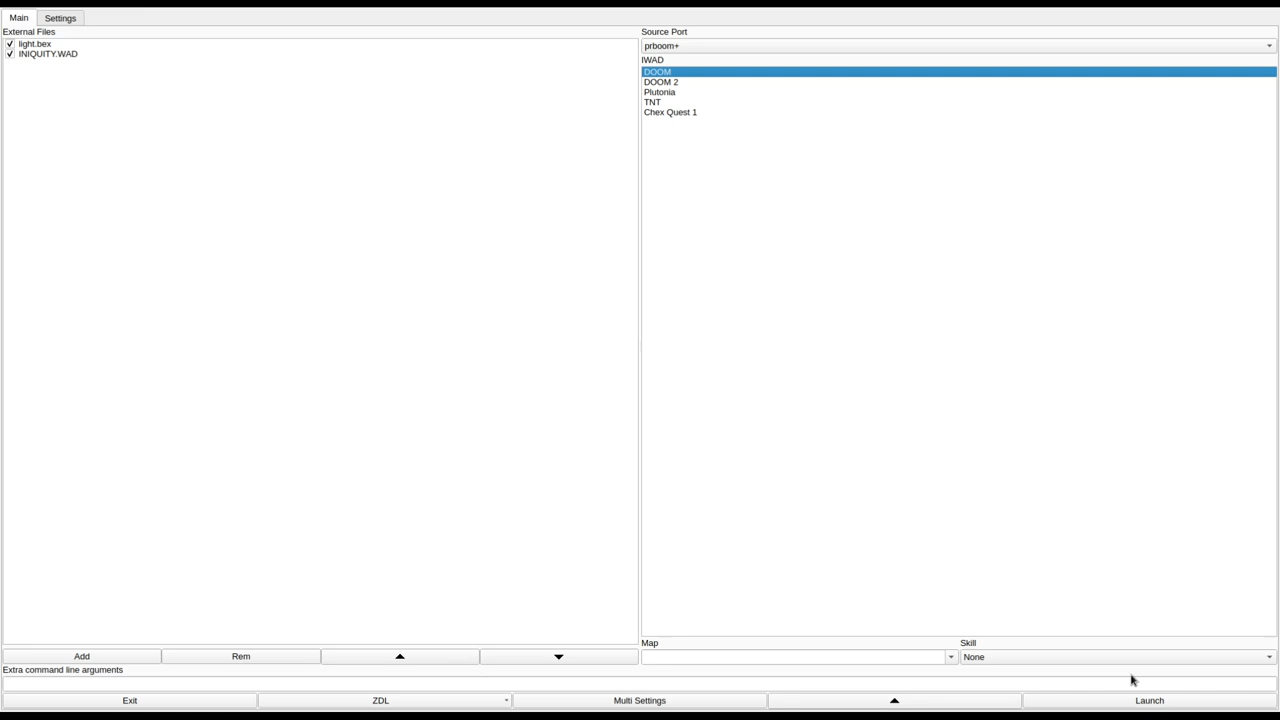 Main Settings
External Files
light.bex
INIQUITY.WAD
Add Rem
Source Port
prboom+
IWAD
DOOM
DOOM 2
Plutonia
TNT
Chex Quest 1
Map Skill
None
Extra command line arguments
Exit ZDL Multi Settings Launch